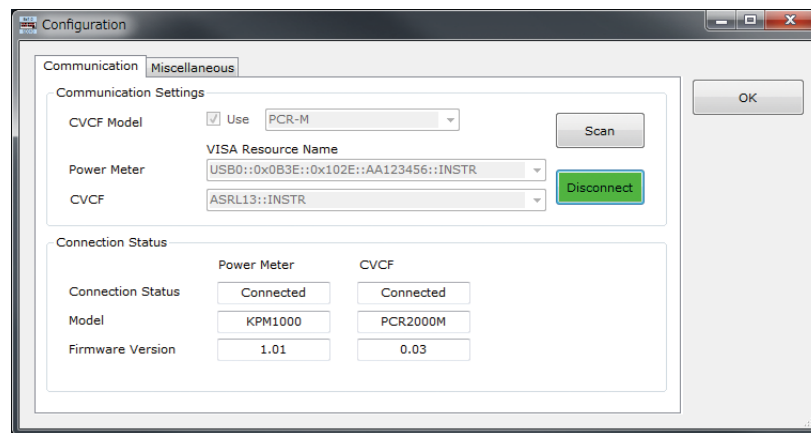 Configuration
Communication Miscellaneous
Communication Settings
CVCF Model Use PCR-M
Scan
VISA Resource Name
Power Meter USB0::0x0B3E::0x102E::AA123456::INSTR
Disconnect
CVCF ASRL13::INSTR
OK
Connection Status
Power Meter CVCF
Connection Status Connected Connected
Model KPM1000 PCR2000M
Firmware Version 1.01 0.03